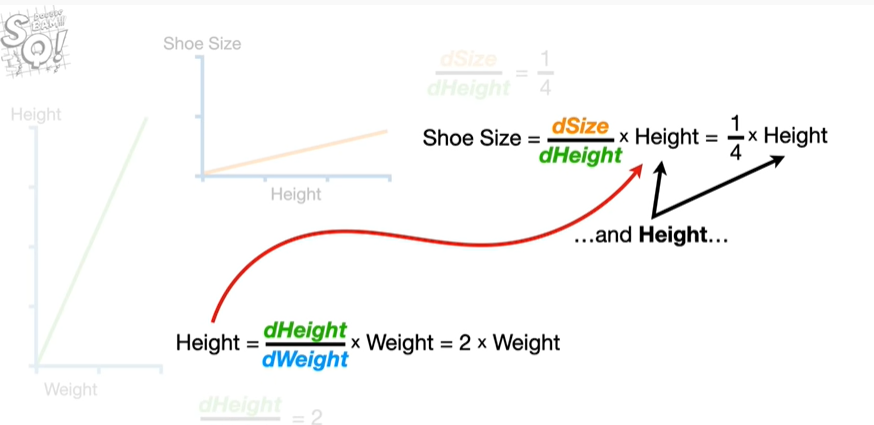 SQ!
Shoe Size
dSize
dHeight
= 1
4
Height
Shoe Size = dSize
dHeight
× Height = 1
4
× Height
Height
...and Height...
Height = dHeight
dWeight
× Weight = 2 × Weight
Weight
dHeight
= 2